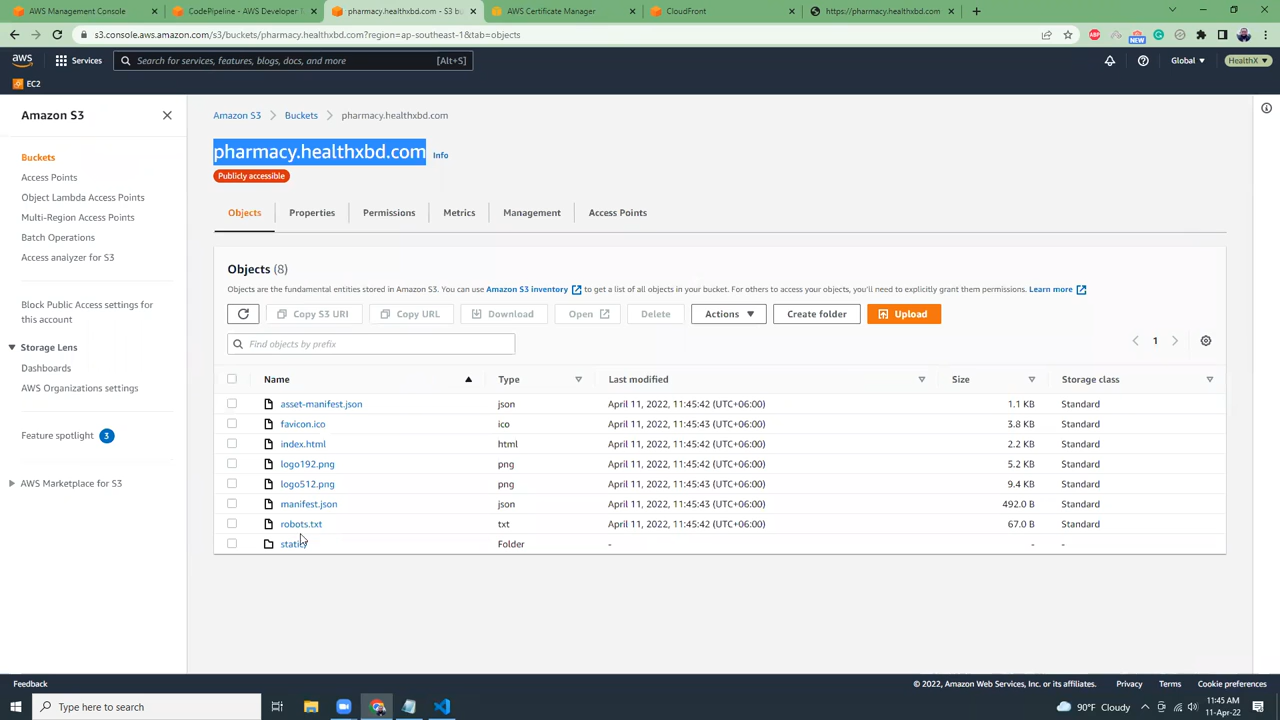 AWS Management Console
CodePipeline - AWS Developer
pharmacy.healthxbd.com - S3 b
AWS Certificate Manager
CloudFront
https://pharmacy.healthxbd.com/
s3.console.aws.amazon.com/s3/buckets/pharmacy.healthxbd.com?region=ap-southeast-1&tab=objects
ABP
NEW
aws
Services
Search for services, features, blogs, docs, and more
[Alt+S]
Global
HealthX
EC2
Amazon S3
Buckets
Access Points
Object Lambda Access Points
Multi-Region Access Points
Batch Operations
Access analyzer for S3
Block Public Access settings for
this account
Storage Lens
Dashboards
AWS Organizations settings
Feature spotlight 3
AWS Marketplace for S3
Amazon S3 > Buckets > pharmacy.healthxbd.com
pharmacy.healthxbd.com Info
Publicly accessible
Objects Properties Permissions Metrics Management Access Points
Objects (8)
Objects are the fundamental entities stored in Amazon S3. You can use Amazon S3 inventory to get a list of all objects in your bucket. For others to access your objects, you'll need to explicitly grant them permissions. Learn more
Copy S3 URI Copy URL Download Open Delete Actions Create folder Upload
Find objects by prefix
1
Name Type Last modified Size Storage class
asset-manifest.json json April 11, 2022, 11:45:42 (UTC+06:00) 1.1 KB Standard
favicon.ico ico April 11, 2022, 11:45:43 (UTC+06:00) 3.8 KB Standard
index.html html April 11, 2022, 11:45:42 (UTC+06:00) 2.2 KB Standard
logo192.png png April 11, 2022, 11:45:42 (UTC+06:00) 5.2 KB Standard
logo512.png png April 11, 2022, 11:45:43 (UTC+06:00) 9.4 KB Standard
manifest.json json April 11, 2022, 11:45:43 (UTC+06:00) 492.0 B Standard
robots.txt txt April 11, 2022, 11:45:42 (UTC+06:00) 67.0 B Standard
static/ Folder - - -
Feedback
© 2022, Amazon Web Services, Inc. or its affiliates. Privacy Terms Cookie preferences
Type here to search
90°F Cloudy
11:45 AM
11-Apr-22